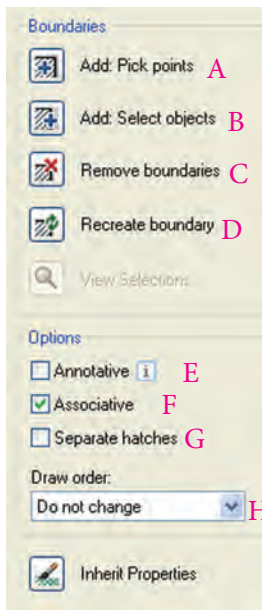 Boundaries
Add: Pick points A
Add: Select objects B
Remove boundaries C
Recreate boundary D
View Selections
Options
Annotative i E
Associative F
Separate hatches G
Draw order:
Do not change H
Inherit Properties